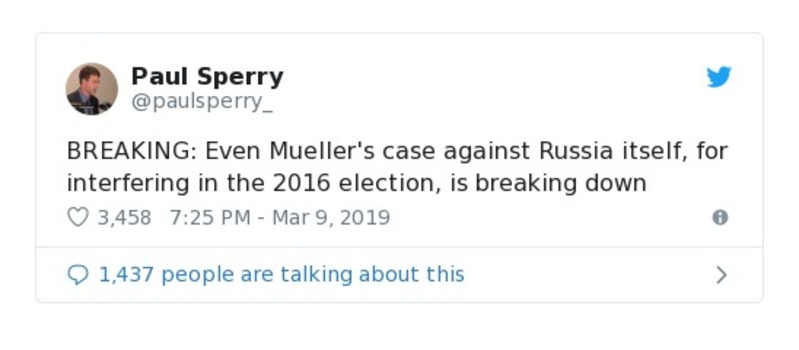 Paul Sperry
@paulsperry_
BREAKING: Even Mueller's case against Russia itself, for
interfering in the 2016 election, is breaking down
3,458 7:25 PM - Mar 9, 2019
1,437 people are talking about this